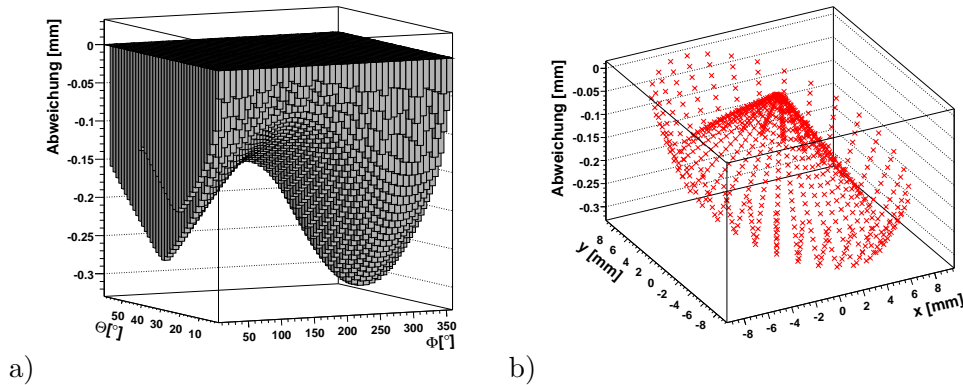 Abweichung [mm]
0
-0.05
-0.1
-0.15
-0.2
-0.25
-0.3
50 40 30 20 10
Θ[°]
50 100 150 200 250 300 350
Φ[°]
a)
Abweichung [mm]
0
-0.05
-0.1
-0.15
-0.2
-0.25
-0.3
8 6 4 2 0 -2 -4 -6 -8
y [mm]
-8 -6 -4 -2 0 2 4 6 8
x [mm]
b)